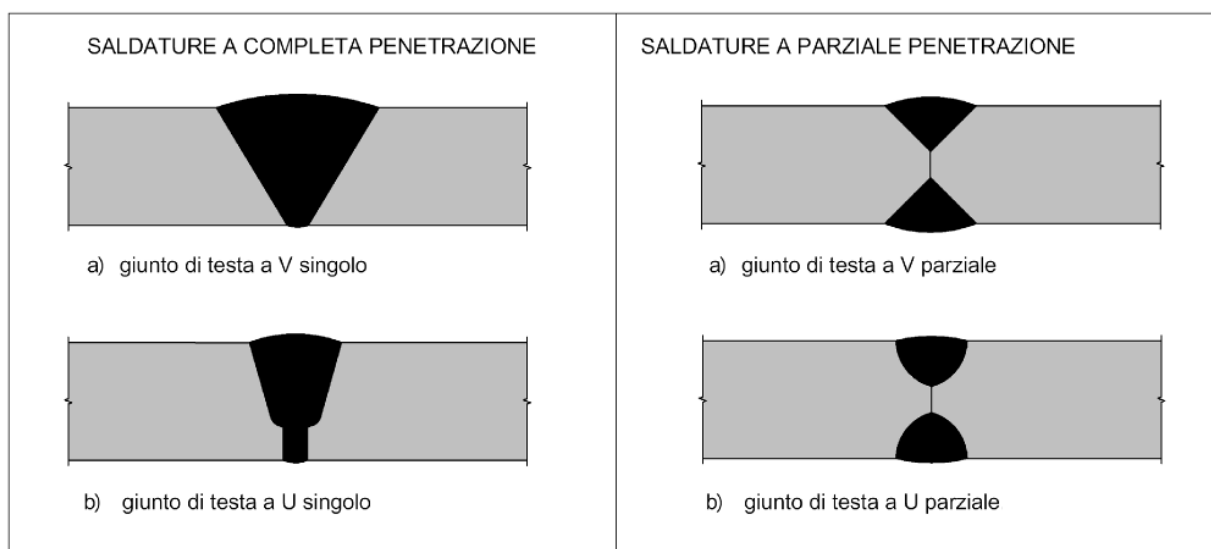 SALDATURE A COMPLETA PENETRAZIONE
a) giunto di testa a V singolo
b) giunto di testa a U singolo
SALDATURE A PARZIALE PENETRAZIONE
a) giunto di testa a V parziale
b) giunto di testa a U parziale